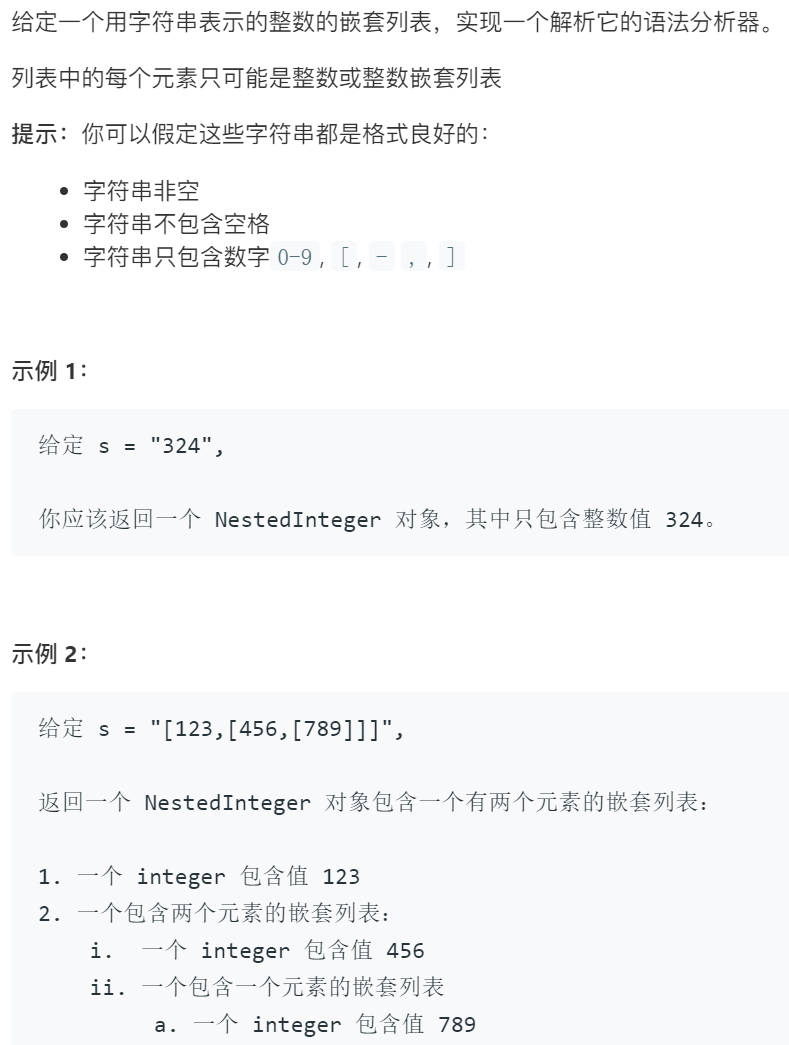 给定一个用字符串表示的整数的嵌套列表，实现一个解析它的语法分析器。
列表中的每个元素只可能是整数或整数嵌套列表
提示：你可以假定这些字符串都是格式良好的：
• 字符串非空
• 字符串不包含空格
• 字符串只包含数字 0-9, [, - ,, ]
示例 1：
给定 s = "324",
你应该返回一个 NestedInteger 对象，其中只包含整数值 324。
示例 2：
给定 s = "[123,[456,[789]]]",
返回一个 NestedInteger 对象包含一个有两个元素的嵌套列表：
1. 一个 integer 包含值 123
2. 一个包含两个元素的嵌套列表：
i. 一个 integer 包含值 456
ii. 一个包含一个元素的嵌套列表
a. 一个 integer 包含值 789